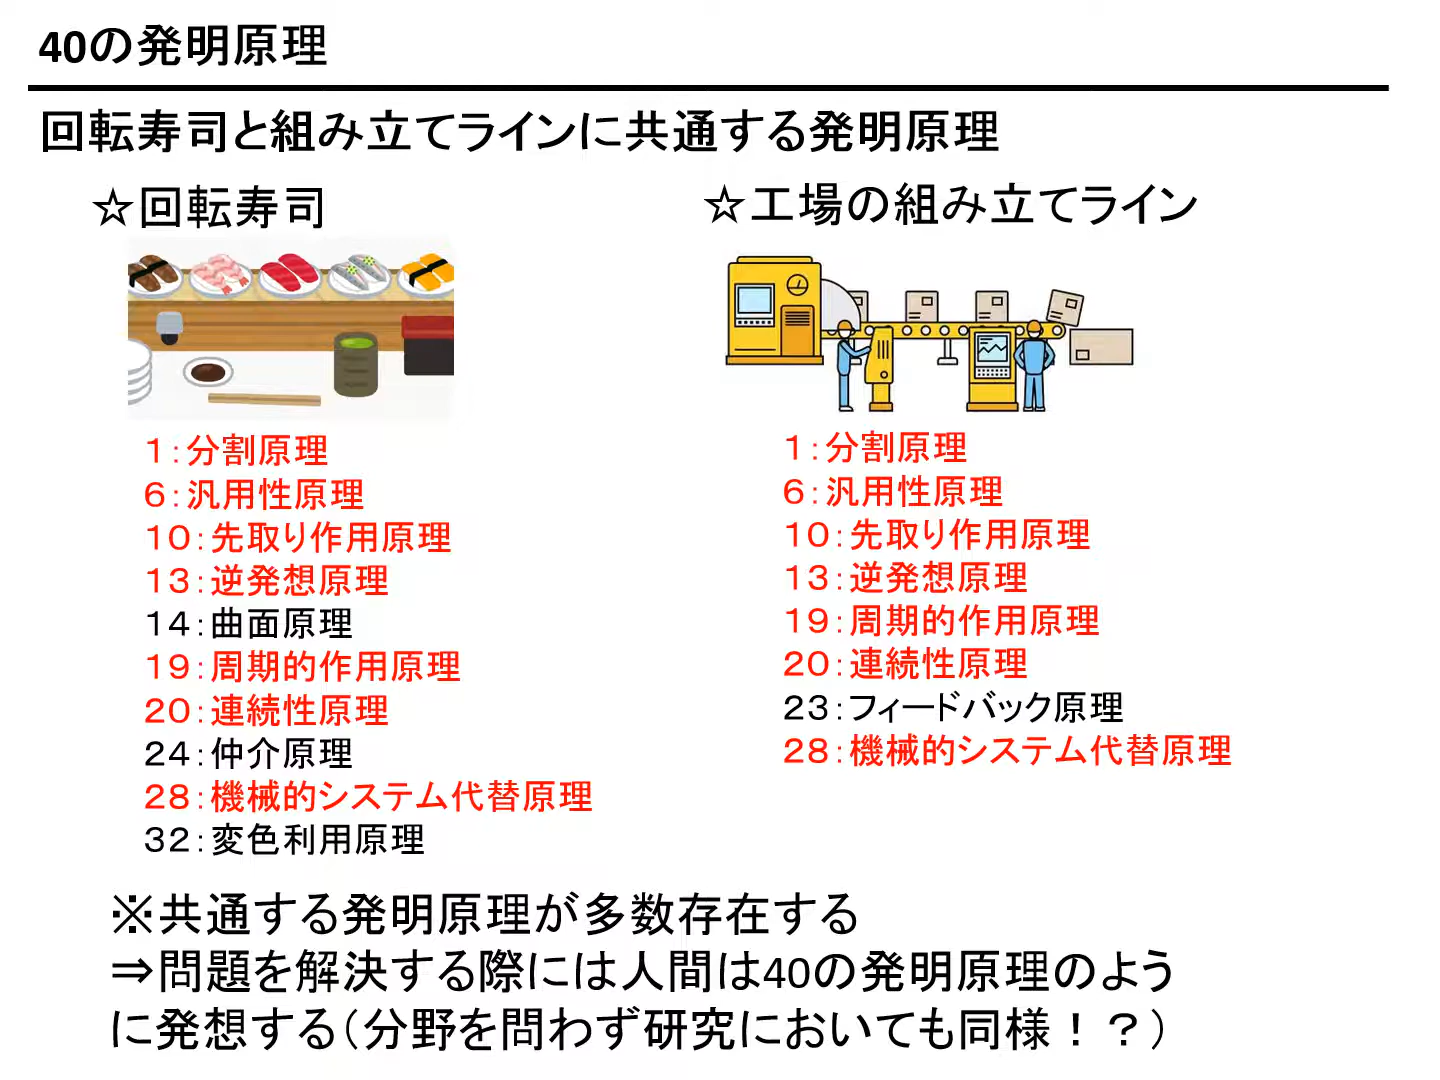 40の発明原理
回転寿司と組み立てラインに共通する発明原理
☆回転寿司
1：分割原理
6：汎用性原理
10：先取り作用原理
13：逆発想原理
14：曲面原理
19：周期的作用原理
20：連続性原理
24：仲介原理
28：機械的システム代替原理
32：変色利用原理
☆工場の組み立てライン
1：分割原理
6：汎用性原理
10：先取り作用原理
13：逆発想原理
19：周期的作用原理
20：連続性原理
23：フィードバック原理
28：機械的システム代替原理
※共通する発明原理が多数存在する
⇒問題を解決する際には人間は40の発明原理のよう
に発想する（分野を問わず研究においても同様！？）